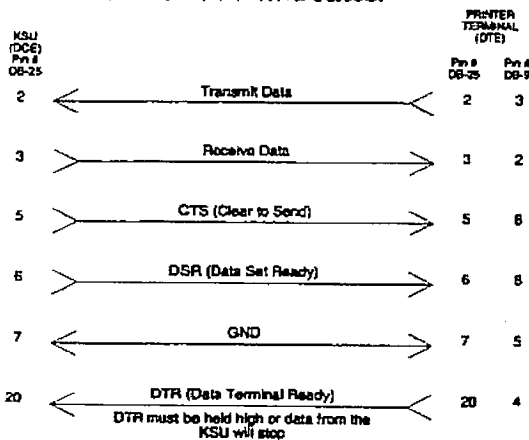 PRINTER
TERMINAL
(DTE)
KSU
(DCE)
Pin #
DB-25
Pin #
DB-25
Pin #
DB-9
2 Transmit Data 2 3
3 Receive Data 3 2
5 CTS (Clear to Send) 5 8
6 DSR (Data Set Ready) 6 8
7 GND 7 5
20 DTR (Data Terminal Ready) 20 4
DTR must be held high or data from the
KSU will stop